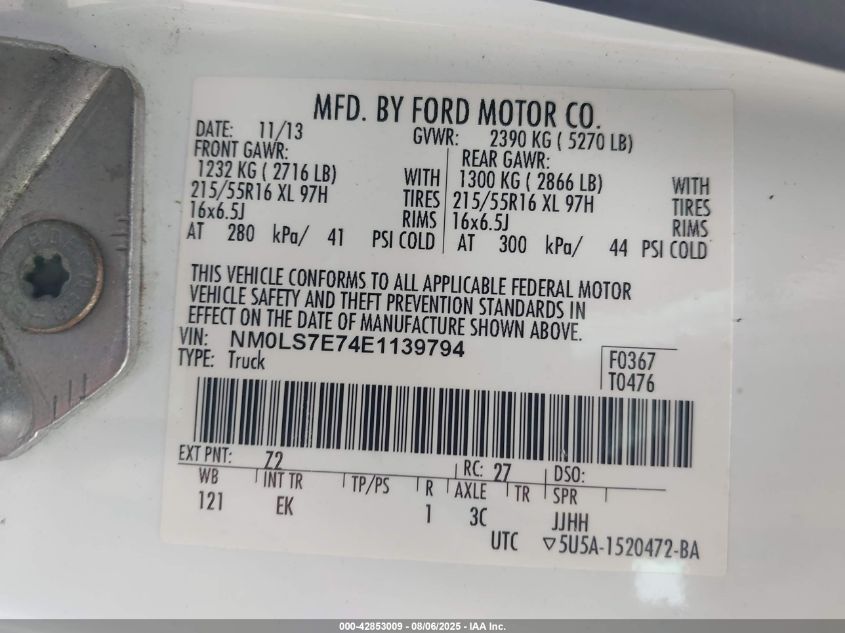 MFD. BY FORD MOTOR CO.
DATE: 11/13 GVWR: 2390 KG ( 5270 LB)
FRONT GAWR: REAR GAWR:
1232 KG ( 2716 LB) WITH 1300 KG ( 2866 LB) WITH
215/55R16 XL 97H TIRES 215/55R16 XL 97H TIRES
16x6.5J RIMS 16x6.5J RIMS
AT 280 kPa/ 41 PSI COLD AT 300 kPa/ 44 PSI COLD
THIS VEHICLE CONFORMS TO ALL APPLICABLE FEDERAL MOTOR
VEHICLE SAFETY AND THEFT PREVENTION STANDARDS IN
EFFECT ON THE DATE OF MANUFACTURE SHOWN ABOVE.
VIN: NM0LS7E74E1139794
TYPE: Truck
F0367
T0476
EXT PNT: Z2 RC: 27 DSO:
WB INT TR TP/PS R AXLE TR SPR
121 EK 1 3C JJHH
UTC ▽5U5A-1520472-BA
000-42853009 - 08/06/2025 - IAA Inc.